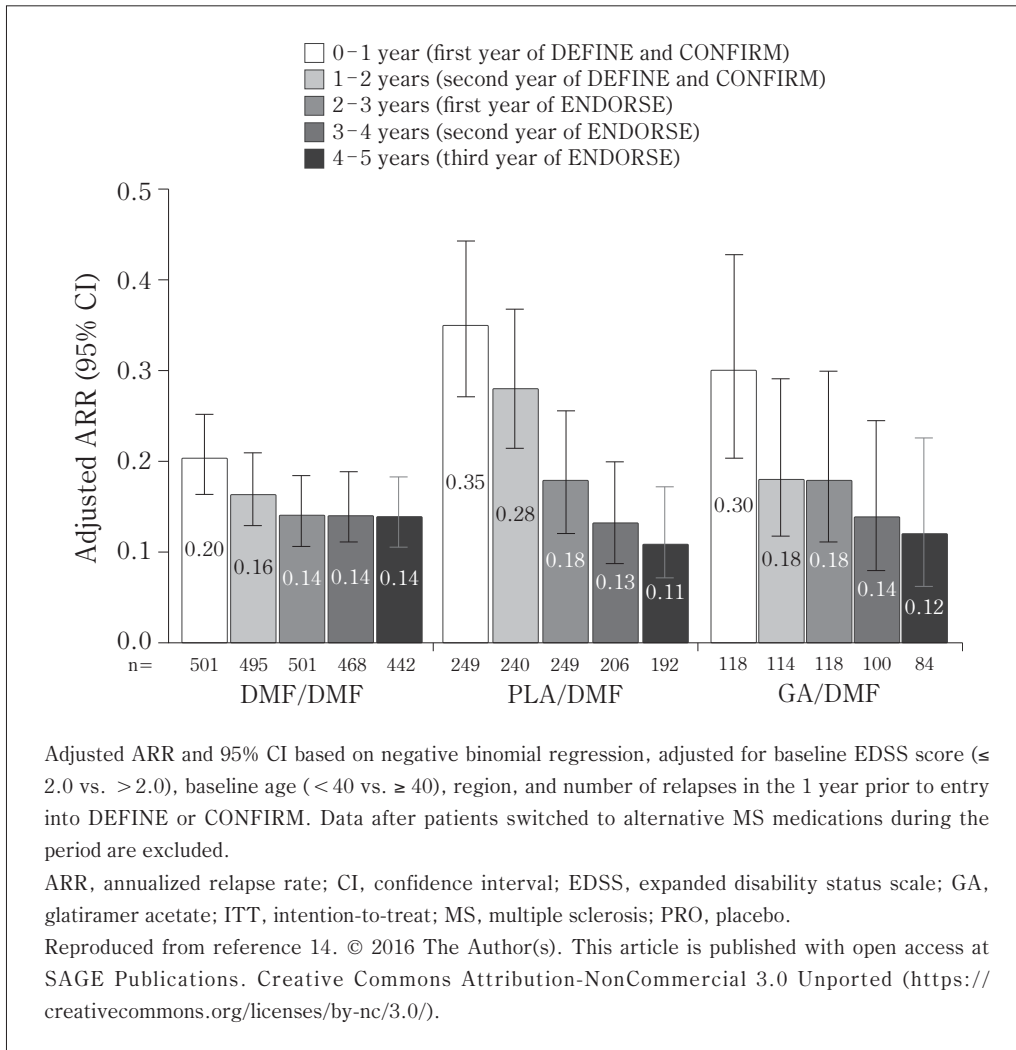 0-1 year (first year of DEFINE and CONFIRM)
1-2 years (second year of DEFINE and CONFIRM)
2-3 years (first year of ENDORSE)
3-4 years (second year of ENDORSE)
4-5 years (third year of ENDORSE)
Adjusted ARR (95% CI)
0.5
0.4
0.3
0.2
0.1
0.0
0.20 0.16 0.14 0.14 0.14
0.35 0.28 0.18 0.13 0.11
0.30 0.18 0.18 0.14 0.12
n= 501 495 501 468 442 249 240 249 206 192 118 114 118 100 84
DMF/DMF PLA/DMF GA/DMF
Adjusted ARR and 95% CI based on negative binomial regression, adjusted for baseline EDSS score (≤
2.0 vs. >2.0), baseline age (<40 vs. ≥ 40), region, and number of relapses in the 1 year prior to entry
into DEFINE or CONFIRM. Data after patients switched to alternative MS medications during the
period are excluded.
ARR, annualized relapse rate; CI, confidence interval; EDSS, expanded disability status scale; GA,
glatiramer acetate; ITT, intention-to-treat; MS, multiple sclerosis; PRO, placebo.
Reproduced from reference 14. © 2016 The Author(s). This article is published with open access at
SAGE Publications. Creative Commons Attribution-NonCommercial 3.0 Unported (https://
creativecommons.org/licenses/by-nc/3.0/).